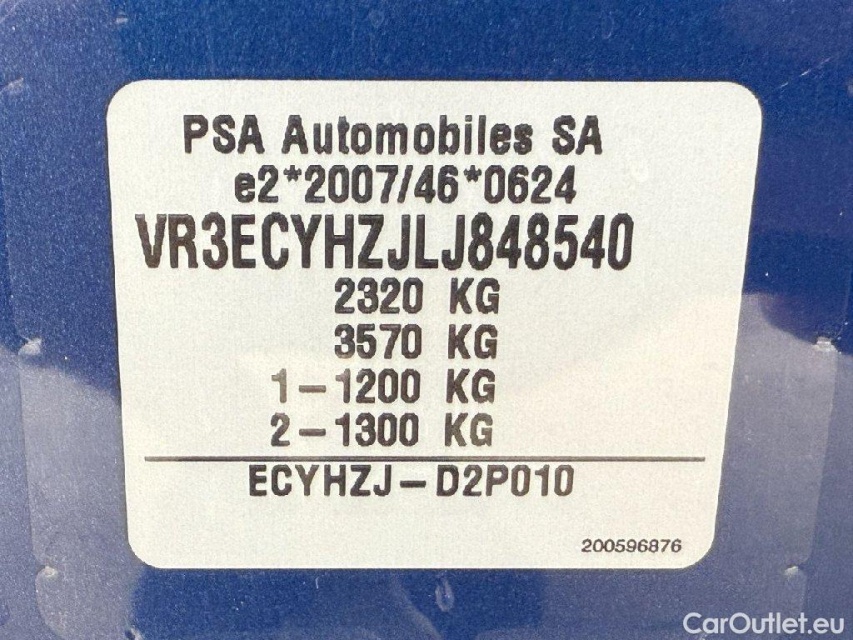 PSA Automobiles SA
e2*2007/46*0624
VR3ECYHZJLJ848540
2320 KG
3570 KG
1-1200 KG
2-1300 KG
ECYHZJ-D2P010
200596876
CarOutlet.eu